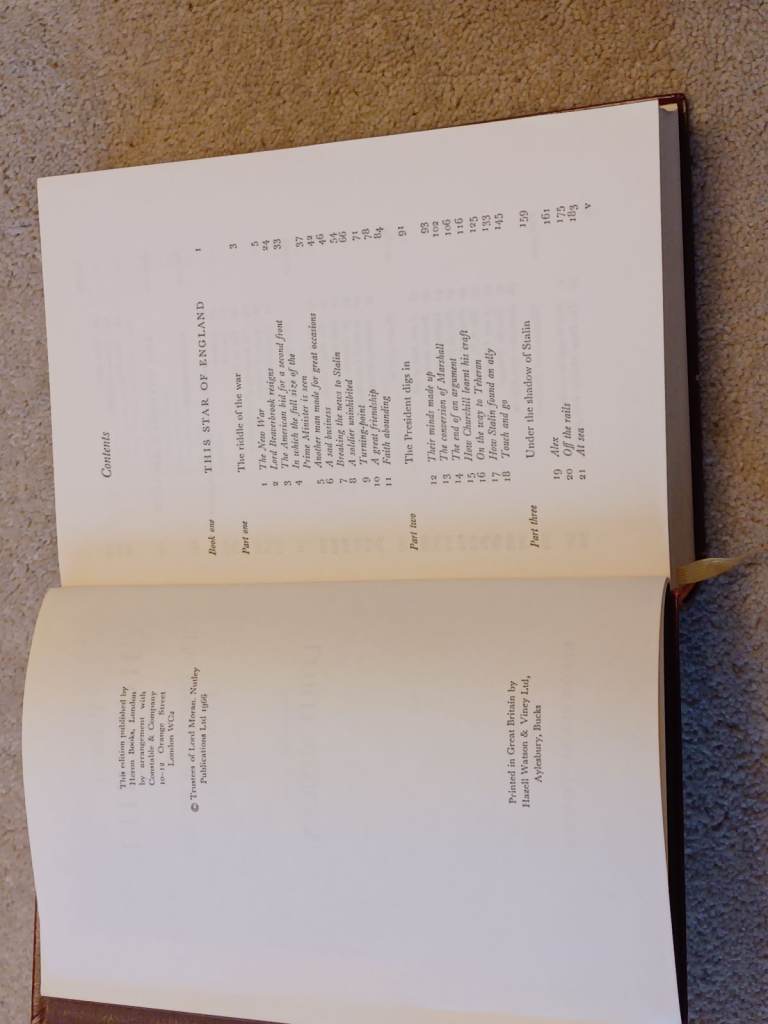 This edition published by
Heron Books, London
by arrangement with
Constable & Company
10-12 Orange Street
London WC2
© Trustees of Lord Moran, Nutley
Publications Ltd 1966
Printed in Great Britain by
Hazell Watson & Viney Ltd,
Aylesbury, Bucks
Contents
Book one THIS STAR OF ENGLAND 1
Part one The riddle of the war 3
1 The New War 5
2 Lord Beaverbrook resigns 24
3 The American bid for a second front 33
4 In which the full size of the
Prime Minister is seen 37
5 Another man made for great occasions 42
6 A sad business 46
7 Breaking the news to Stalin 54
8 A soldier uninhibited 66
9 Turning-point 71
10 A great friendship 78
11 Faith abounding 84
Part two The President digs in 91
12 Their minds made up 93
13 The conversion of Marshall 102
14 The end of an argument 106
15 How Churchill learnt his craft 116
16 On the way to Teheran 125
17 How Stalin found an ally 133
18 Touch and go 145
Part three Under the shadow of Stalin 159
19 Alex 161
20 Off the rails 175
21 At sea 183
v